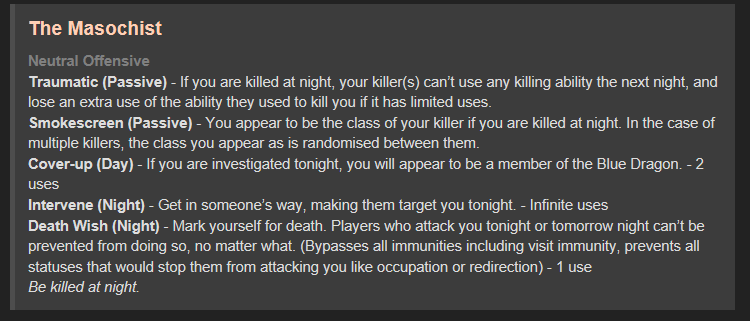 The Masochist
Neutral Offensive
Traumatic (Passive) - If you are killed at night, your killer(s) can’t use any killing ability the next night, and
lose an extra use of the ability they used to kill you if it has limited uses.
Smokescreen (Passive) - You appear to be the class of your killer if you are killed at night. In the case of
multiple killers, the class you appear as is randomised between them.
Cover-up (Day) - If you are investigated tonight, you will appear to be a member of the Blue Dragon. - 2
uses
Intervene (Night) - Get in someone’s way, making them target you tonight. - Infinite uses
Death Wish (Night) - Mark yourself for death. Players who attack you tonight or tomorrow night can’t be
prevented from doing so, no matter what. (Bypasses all immunities including visit immunity, prevents all
statuses that would stop them from attacking you like occupation or redirection) - 1 use
Be killed at night.